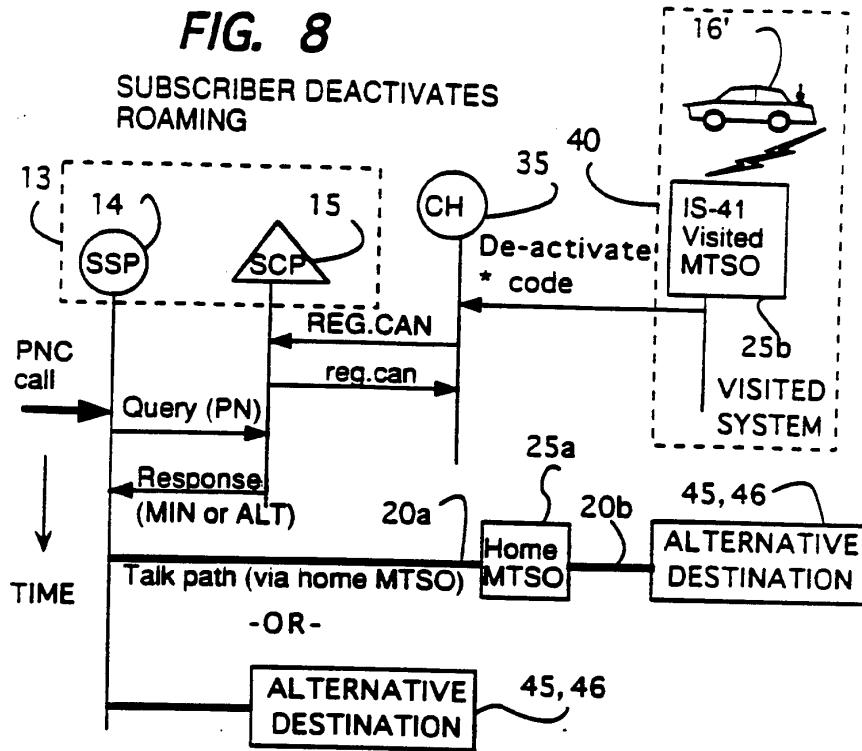 FIG. 8
SUBSCRIBER DEACTIVATES
ROAMING
16'
13
14
15
35
40
SSP
SCP
CH
IS-41
Visited
MTSO
De-activate
* code
25b
VISITED
SYSTEM
REG.CAN
reg.can
PNC
call
Query (PN)
Response
(MIN or ALT)
20a
25a
20b
45, 46
Home
MTSO
ALTERNATIVE
DESTINATION
TIME
Talk path (via home MTSO)
-OR-
ALTERNATIVE
DESTINATION
45, 46